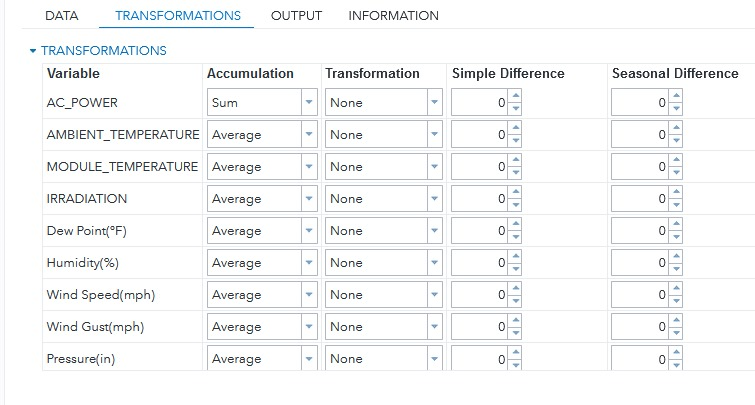 DATA TRANSFORMATIONS OUTPUT INFORMATION
TRANSFORMATIONS
Variable Accumulation Transformation Simple Difference Seasonal Difference
AC_POWER Sum None 0 0
AMBIENT_TEMPERATURE Average None 0 0
MODULE_TEMPERATURE Average None 0 0
IRRADIATION Average None 0 0
Dew Point(°F) Average None 0 0
Humidity(%) Average None 0 0
Wind Speed(mph) Average None 0 0
Wind Gust(mph) Average None 0 0
Pressure(in) Average None 0 0